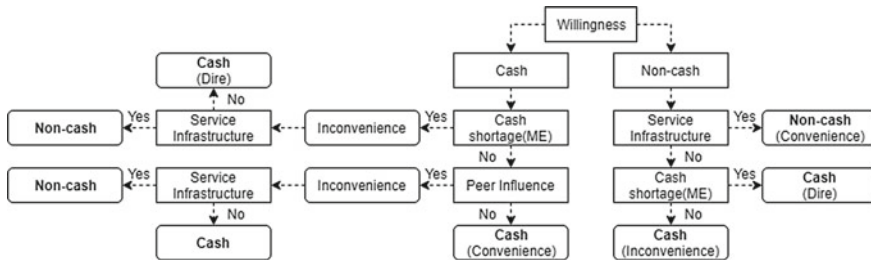 Willingness
Cash
(Dire)
Cash
Non-cash
No
Non-cash
Yes
Service
Infrastructure
Inconvenience
Yes
Cash
shortage(ME)
Service
Infrastructure
Yes
Non-cash
(Convenience)
No
No
Non-cash
Yes
Service
Infrastructure
Inconvenience
Yes
Peer Influence
Cash
shortage(ME)
Yes
Cash
(Dire)
No
No
No
Cash
Cash
(Convenience)
Cash
(Inconvenience)